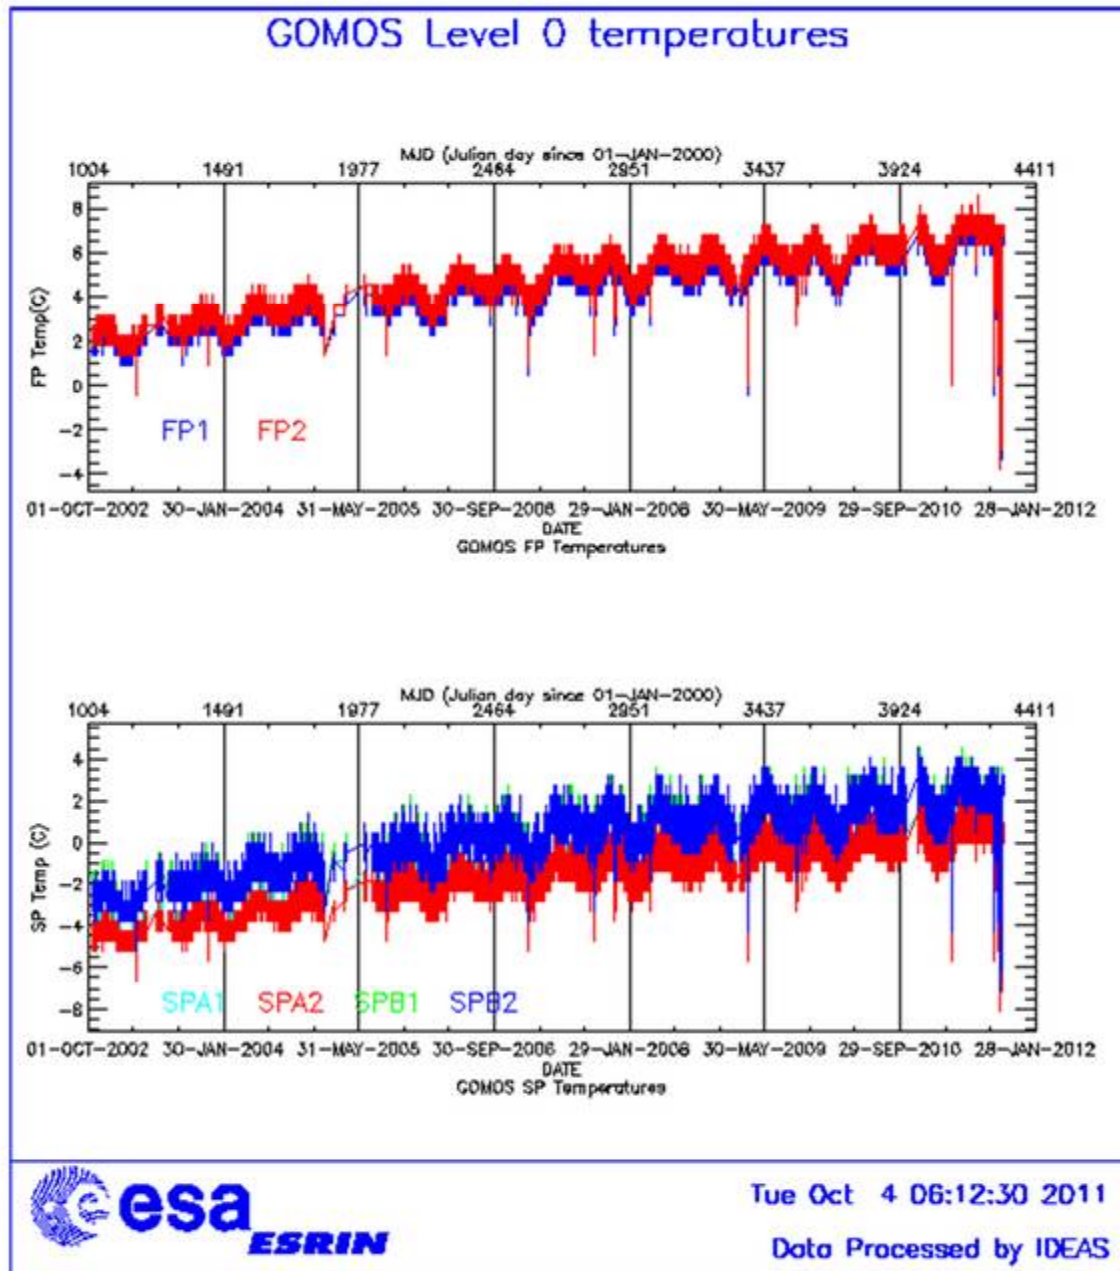 GOMOS Level 0 temperatures
MJD (Julian day since 01-JAN-2000)
1004 1491 1977 2464 2951 3437 3924 4411
FP Temp(C)
8
6
4
2
0
-2
-4
FP1 FP2
01-OCT-2002 30-JAN-2004 31-MAY-2005 30-SEP-2006 29-JAN-2008 30-MAY-2009 29-SEP-2010 28-JAN-2012
DATE
GOMOS FP Temperatures
MJD (Julian day since 01-JAN-2000)
1004 1491 1977 2464 2951 3437 3924 4411
SP Temp (C)
4
2
0
-2
-4
-6
-8
SPA1 SPA2 SPB1 SPB2
01-OCT-2002 30-JAN-2004 31-MAY-2005 30-SEP-2006 29-JAN-2008 30-MAY-2009 29-SEP-2010 28-JAN-2012
DATE
GOMOS SP Temperatures
esa
ESRIN
Tue Oct 4 06:12:30 2011
Data Processed by IDEAS